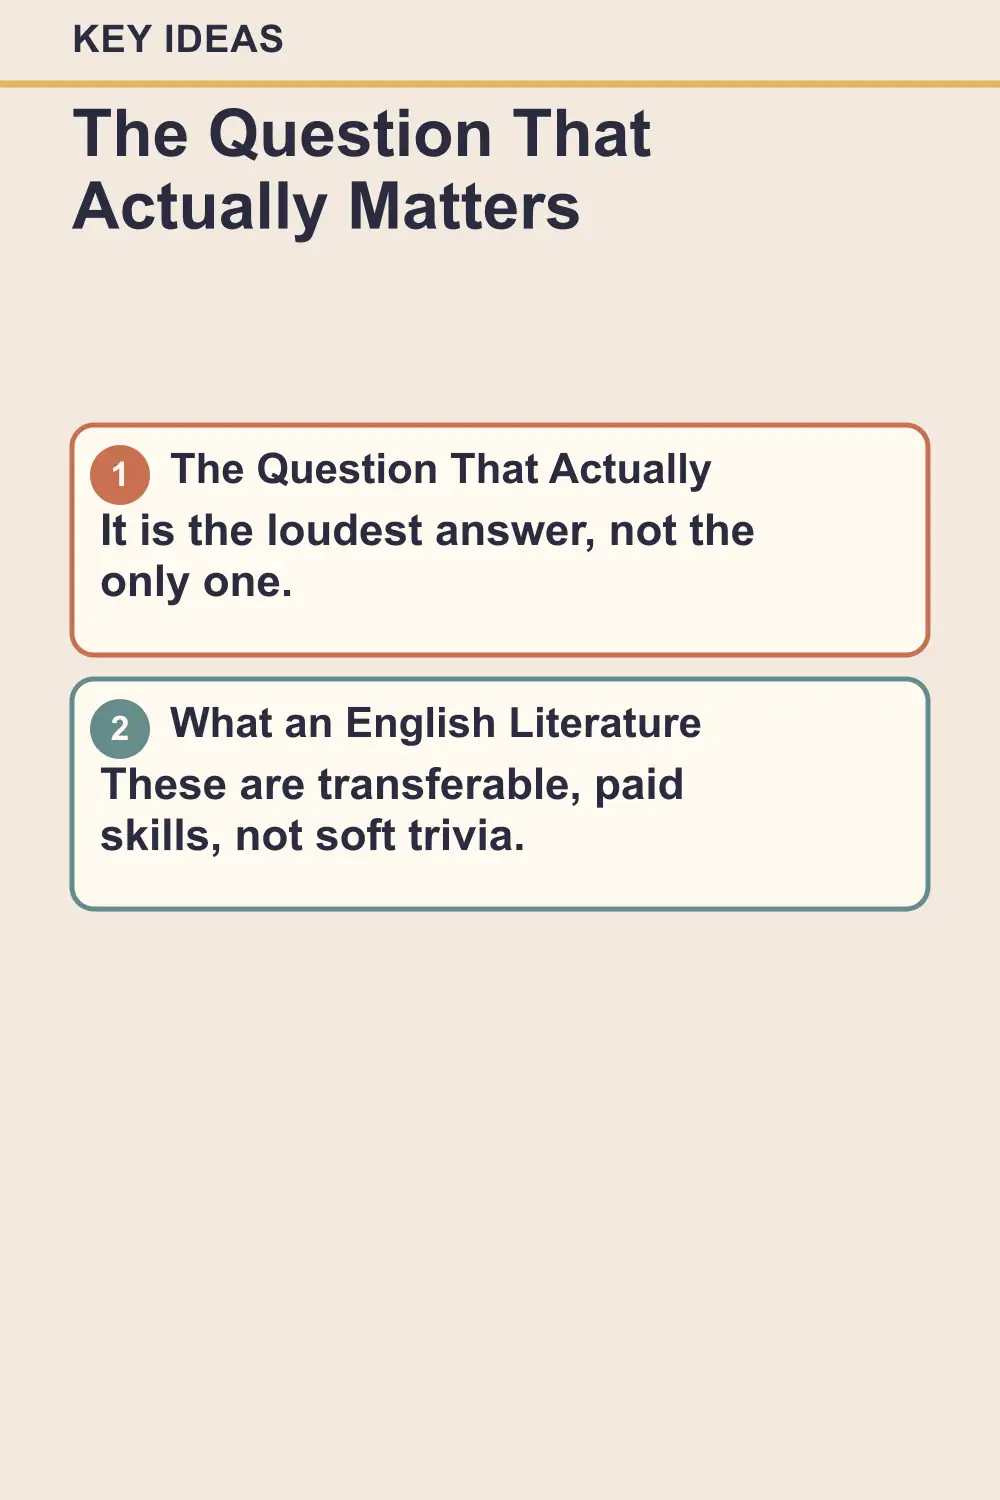 KEY IDEAS
The Question That
Actually Matters
1 The Question That Actually
It is the loudest answer, not the
only one.
2 What an English Literature
These are transferable, paid
skills, not soft trivia.